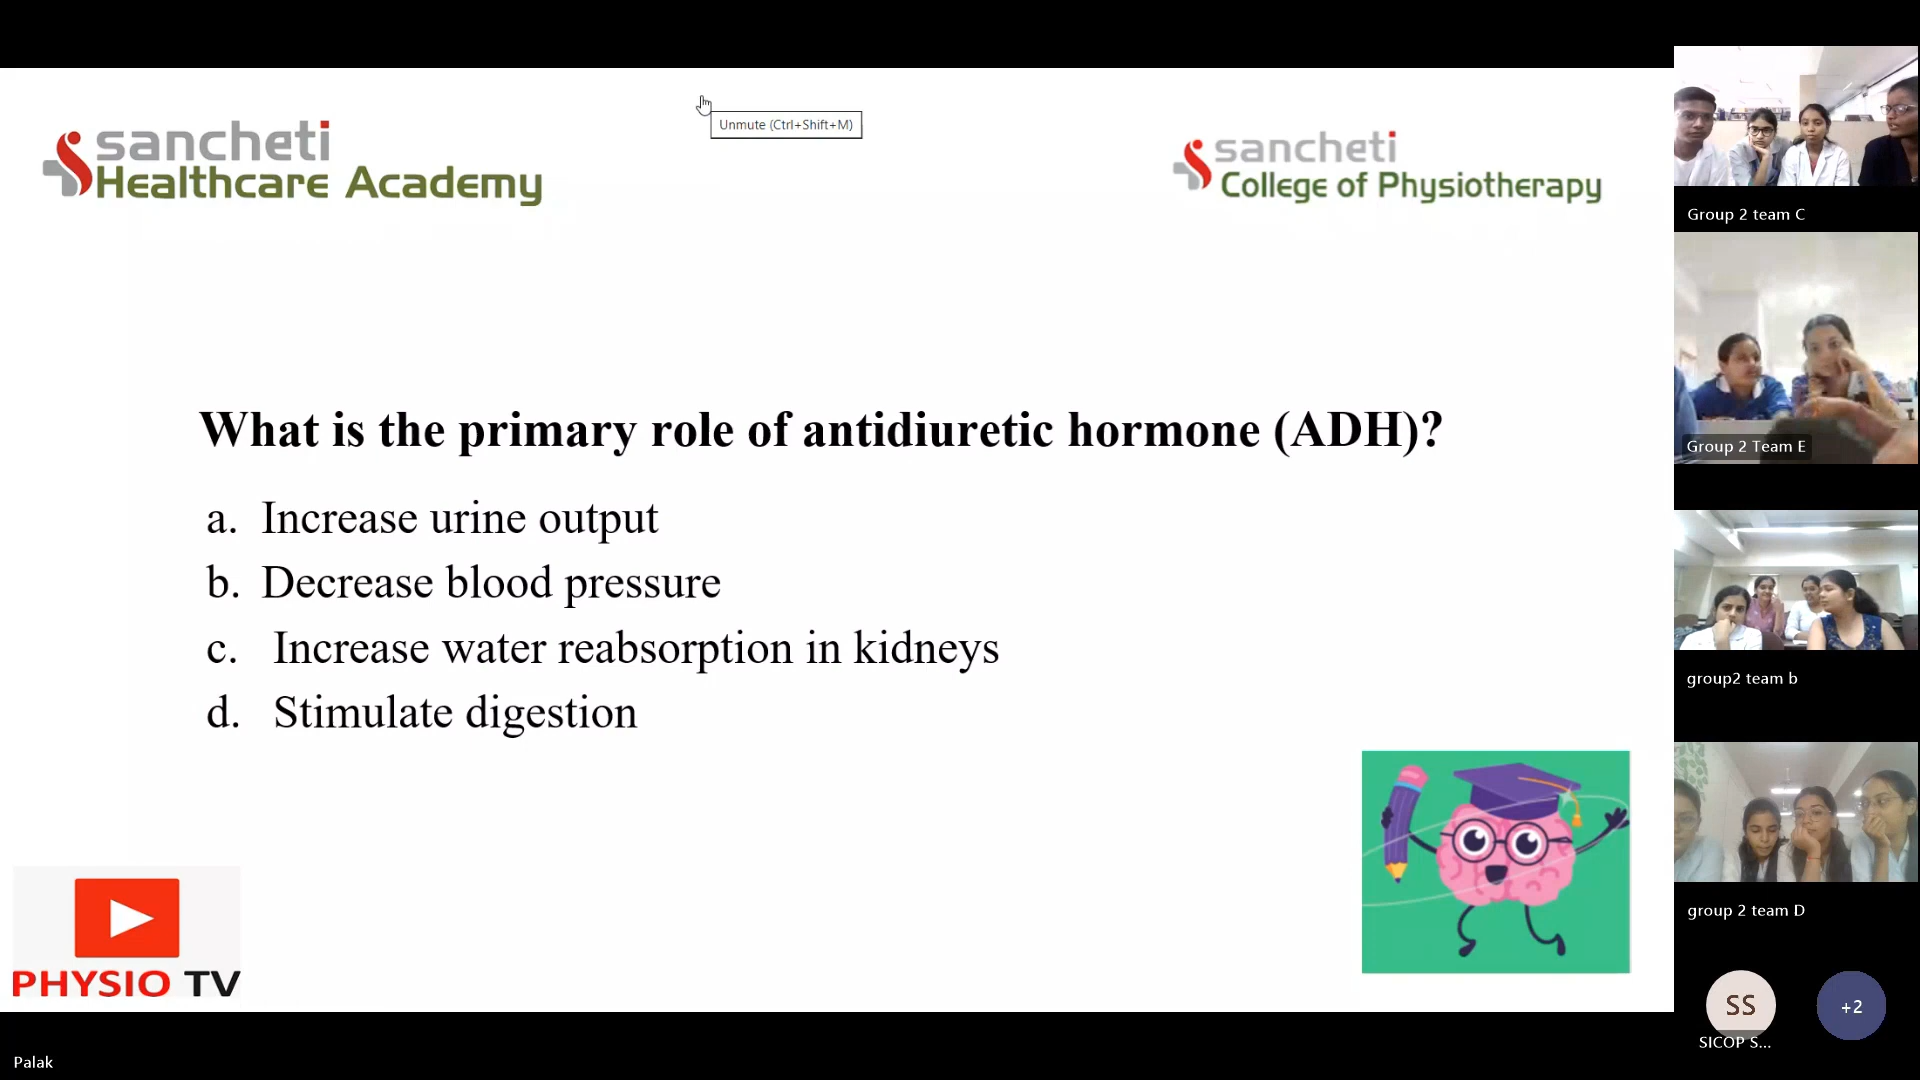 sancheti
Healthcare Academy
Unmute (Ctrl+Shift+M)
sancheti
College of Physiotherapy
What is the primary role of antidiuretic hormone (ADH)?
a. Increase urine output
b. Decrease blood pressure
c. Increase water reabsorption in kidneys
d. Stimulate digestion
PHYSIO TV
Palak
Group 2 team C
Group 2 Team E
group2 team b
group 2 team D
SS
SICOP S...
+2